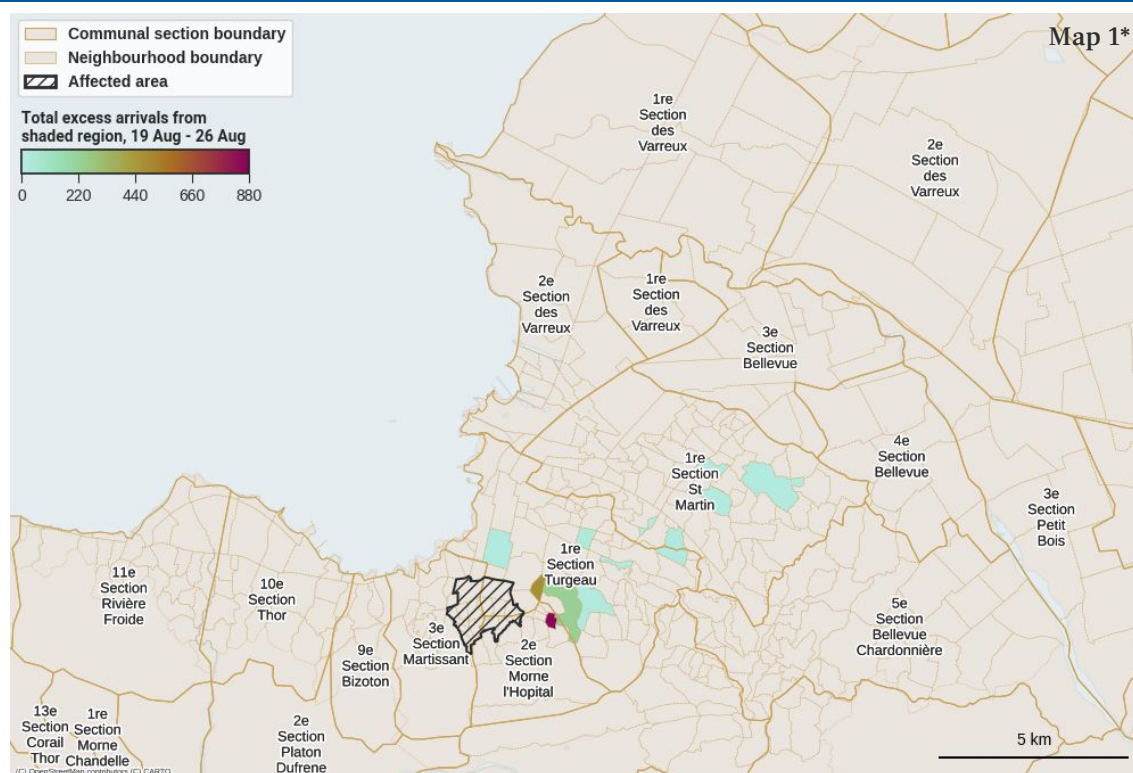 Communal section boundary
Neighbourhood boundary
Affected area
Map 1*
Total excess arrivals from
shaded region, 19 Aug - 26 Aug
0 220 440 660 880
1re
Section
des
Varreux
2e
Section
des
Varreux
2e
Section
des
Varreux
1re
Section
des
Varreux
3e
Section
Bellevue
4e
Section
Bellevue
1re
Section
St
Martin
3e
Section
Petit
Bois
1re
Section
Turgeau
11e
Section
Rivière
Froide
10e
Section
Thor
5e
Section
Bellevue
Chardonnière
3e
Section
Martissant
9e
Section
Bizoton
2e
Section
Morne
l'Hopital
13e
Section
Corail
Thor
1re
Section
Morne
Chandelle
2e
Section
Platon
Dufrene
5 km
(C) OpenStreetMap contributors (C) CARTO